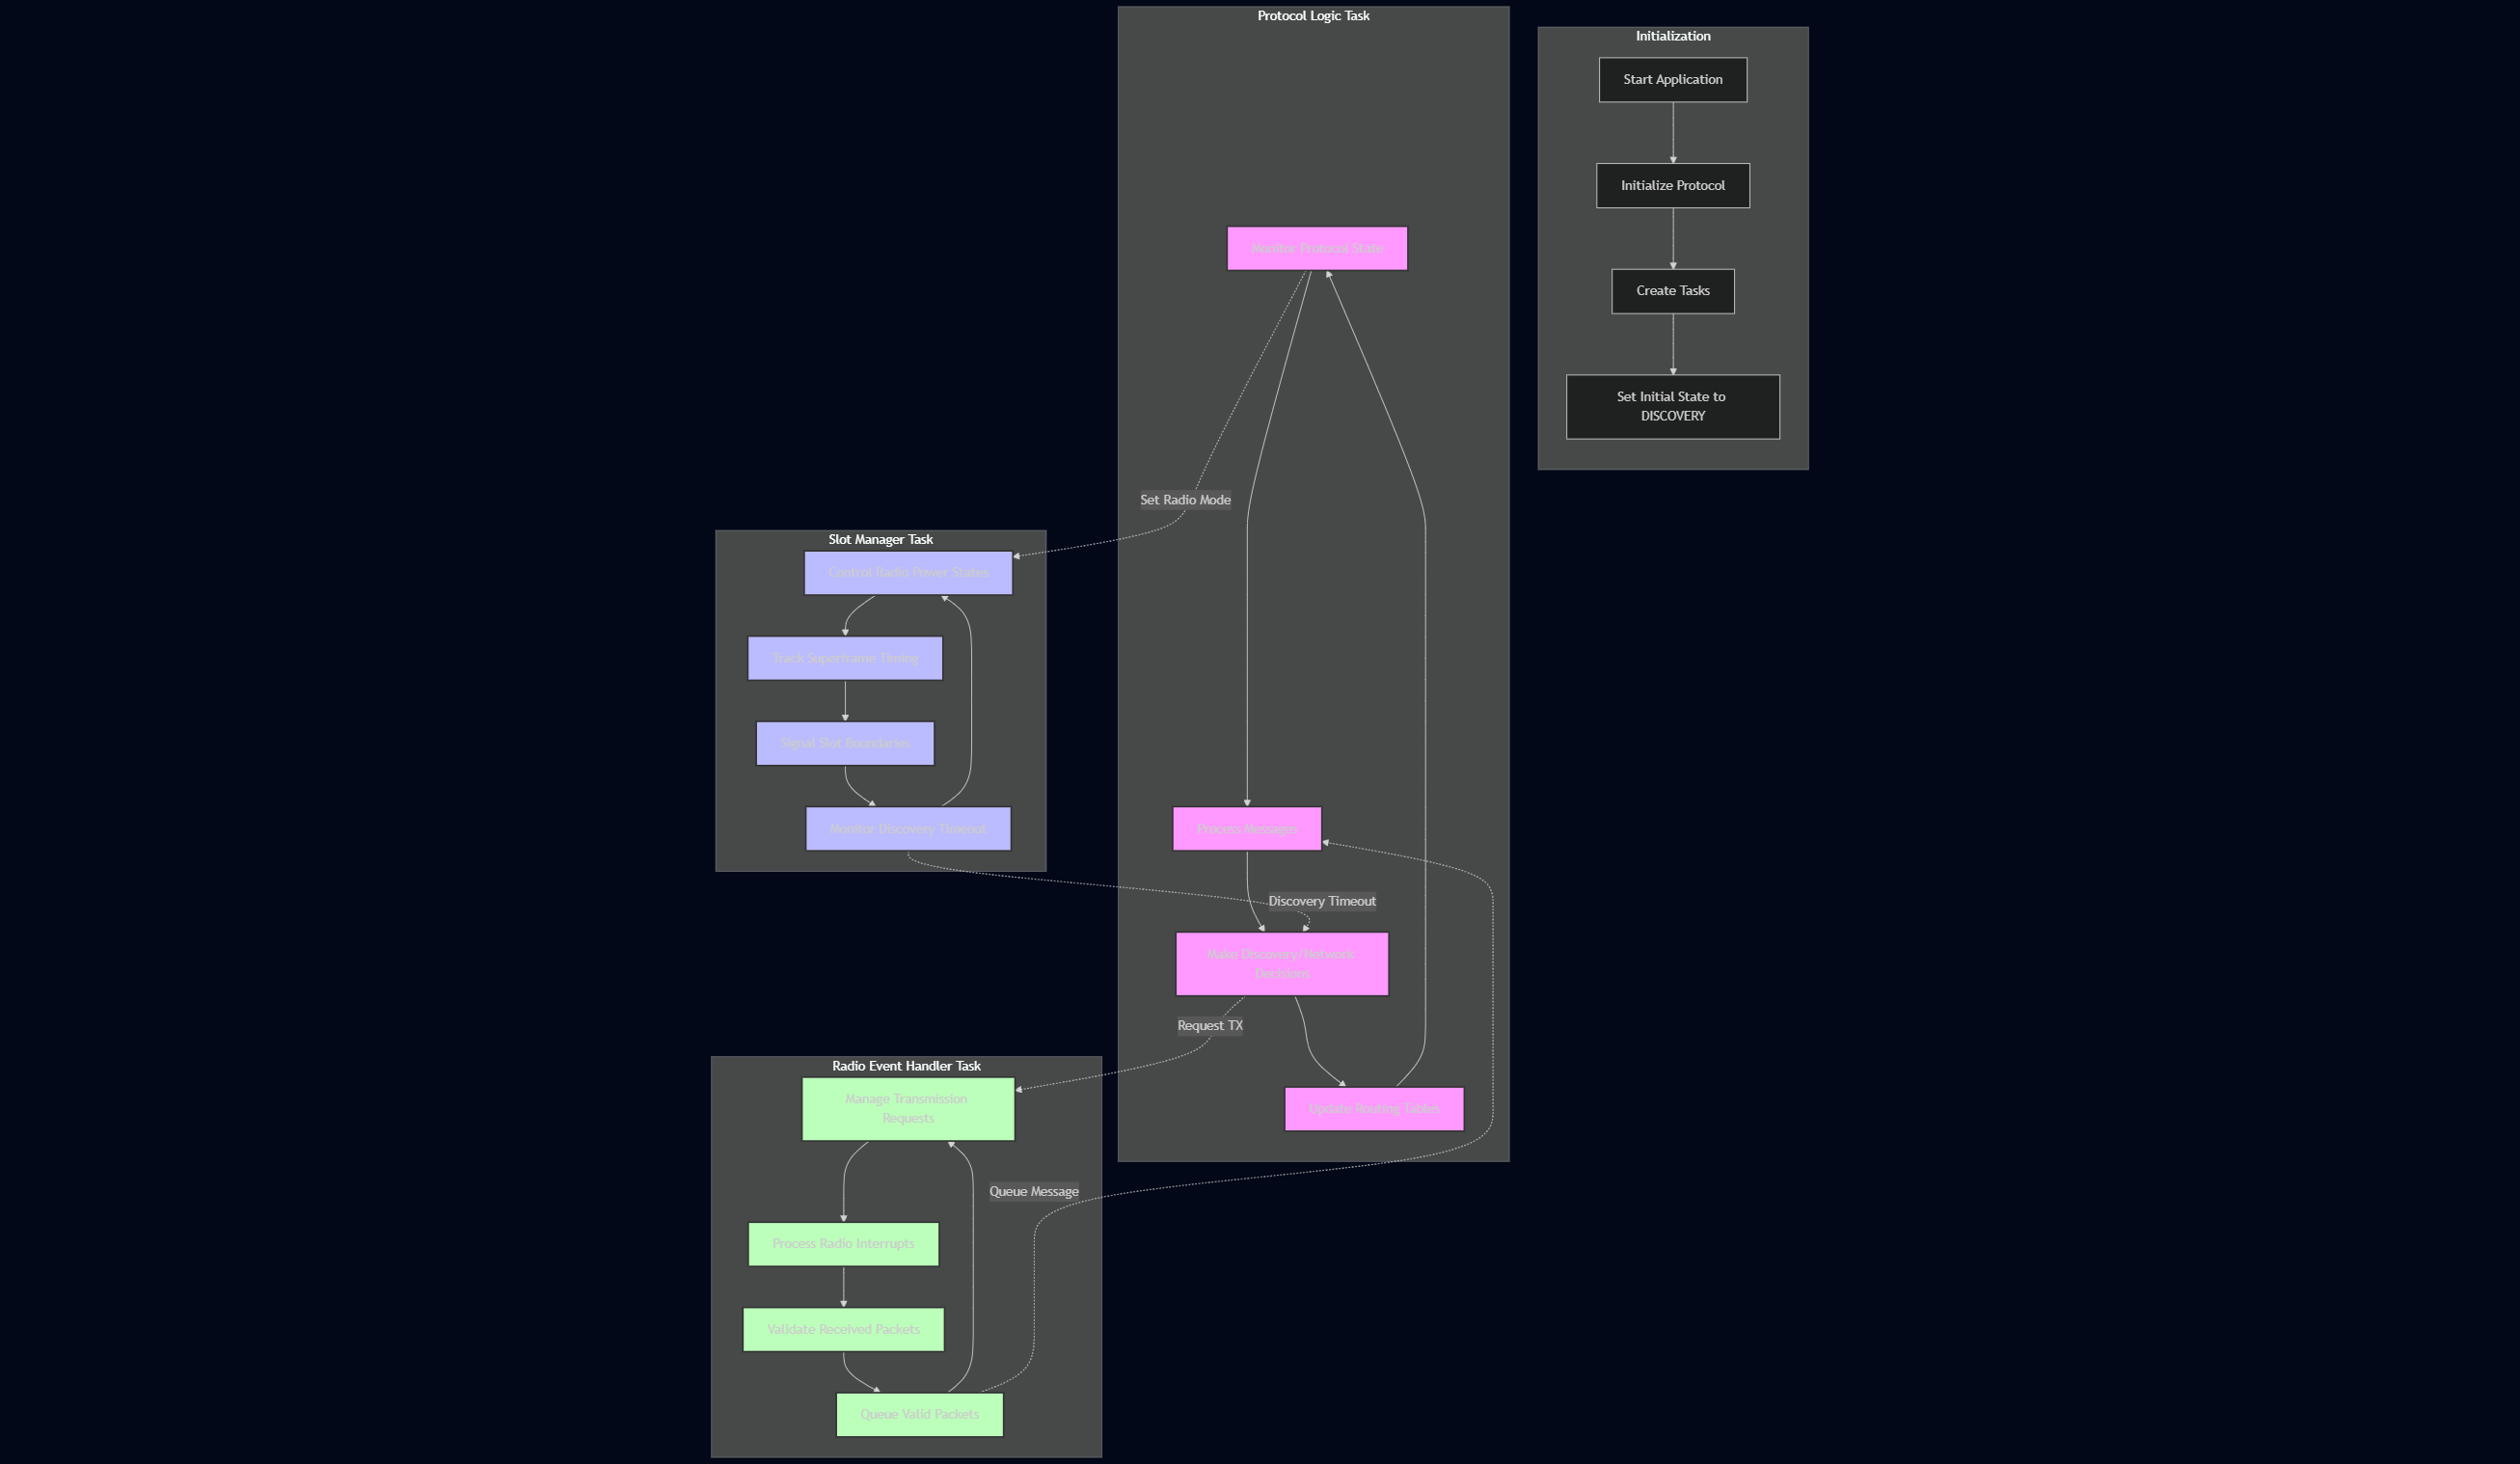 Protocol Logic Task
Monitor Protocol State
Set Radio Mode
Process Messages
Discovery Timeout
Make Discovery/Network
Decisions
Request TX
Update Routing Tables
Initialization
Start Application
Initialize Protocol
Create Tasks
Set Initial State to
DISCOVERY
Slot Manager Task
Control Radio Power States
Track Superframe Timing
Signal Slot Boundaries
Monitor Discovery Timeout
Radio Event Handler Task
Manage Transmission
Requests
Queue Message
Process Radio Interrupts
Validate Received Packets
Queue Valid Packets